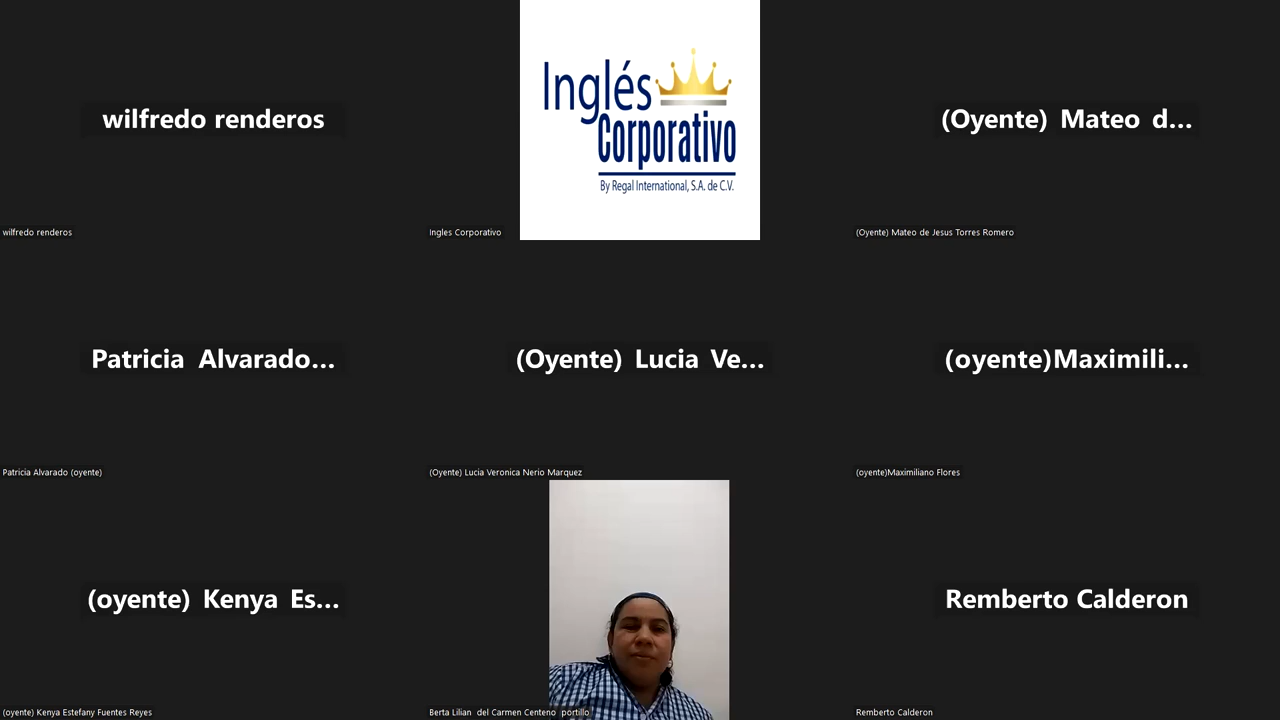 wilfredo renderos
wilfredo renderos
Inglés
Corporativo
By Regal International, S.A. de C.V.
Ingles Corporativo
(Oyente) Mateo d...
(Oyente) Mateo de Jesus Torres Romero
Patricia Alvarado...
Patricia Alvarado (oyente)
(Oyente) Lucia Ve...
(Oyente) Lucia Veronica Nerio Marquez
(oyente)Maximili...
(oyente)Maximiliano Flores
(oyente) Kenya Es...
(oyente) Kenya Estefany Fuentes Reyes
Berta Lilian del Carmen Centeno portillo
Remberto Calderon
Remberto Calderon